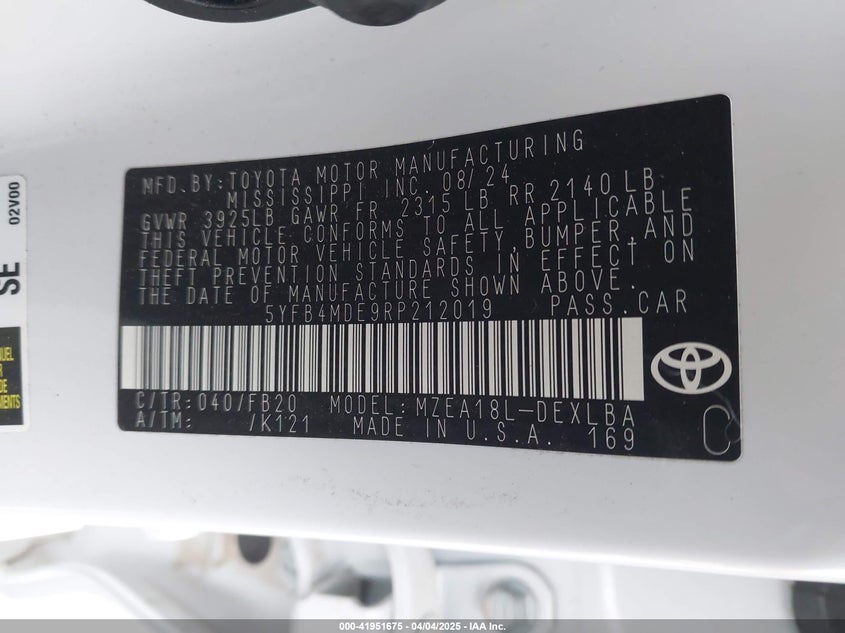 MFD. BY: TOYOTA MOTOR MANUFACTURING
MISSISSIPPI INC. 08/24
GVWR 3925LB GAWR FR 2315 LB RR 2140 LB
THIS VEHICLE CONFORMS TO ALL APPLICABLE
FEDERAL MOTOR VEHICLE SAFETY, BUMPER, AND
THEFT PREVENTION STANDARDS IN EFFECT ON
THE DATE OF MANUFACTURE SHOWN ABOVE.
5YFB4MDE9RP212019 PASS.CAR
C/TR: 040/FB20 MODEL: MZEA18L-DEXLBA
A/TM: /K121 MADE IN U.S.A. 169
C
SE
02V00
DE
000-41951675 - 04/04/2025 - IAA Inc.